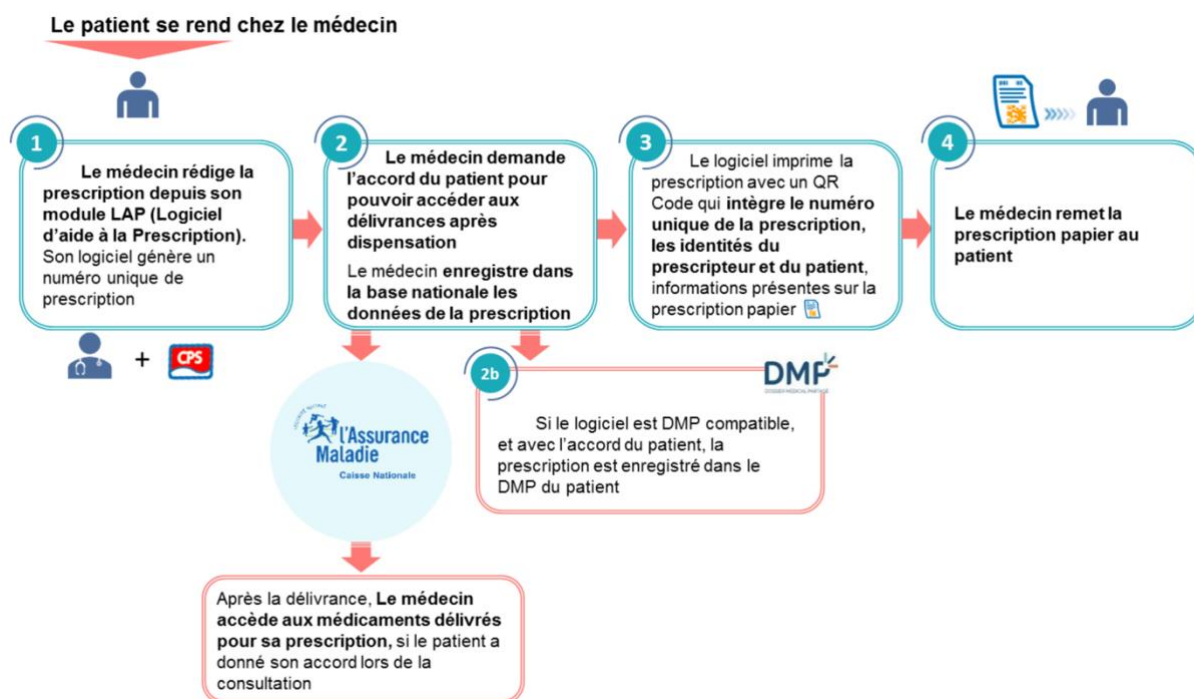 Le patient se rend chez le médecin
1
Le médecin rédige la
prescription depuis son
module LAP (Logiciel
d'aide à la Prescription).
Son logiciel génère un
numéro unique de
prescription
+
CPS
2
Le médecin demande
l'accord du patient pour
pouvoir accéder aux
délivrances après
dispensation
Le médecin enregistre dans
la base nationale les
données de la prescription
3
Le logiciel imprime la
prescription avec un QR
Code qui intègre le numéro
unique de la prescription,
les identités du
prescripteur et du patient,
informations présentes sur la
prescription papier
4
Le médecin remet la
prescription papier au
patient
l'Assurance
Maladie
Caisse Nationale
2b
DMP
DOSSIER MÉDICAL PARTAGÉ
Si le logiciel est DMP compatible,
et avec l'accord du patient, la
prescription est enregistré dans le
DMP du patient
Après la délivrance, Le médecin
accède aux médicaments délivrés
pour sa prescription, si le patient a
donné son accord lors de la
consultation